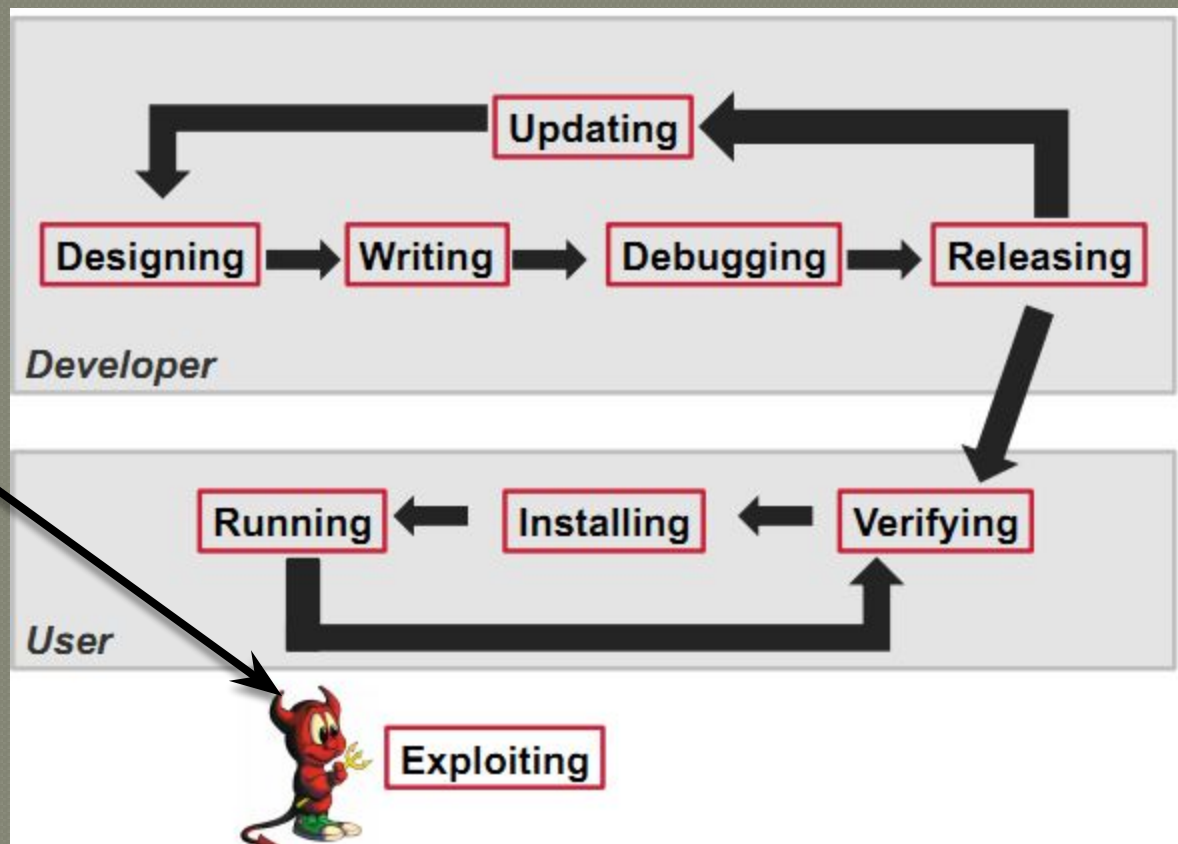 Updating
Designing
Writing
Debugging
Releasing
Developer
Running
Installing
Verifying
User
Exploiting